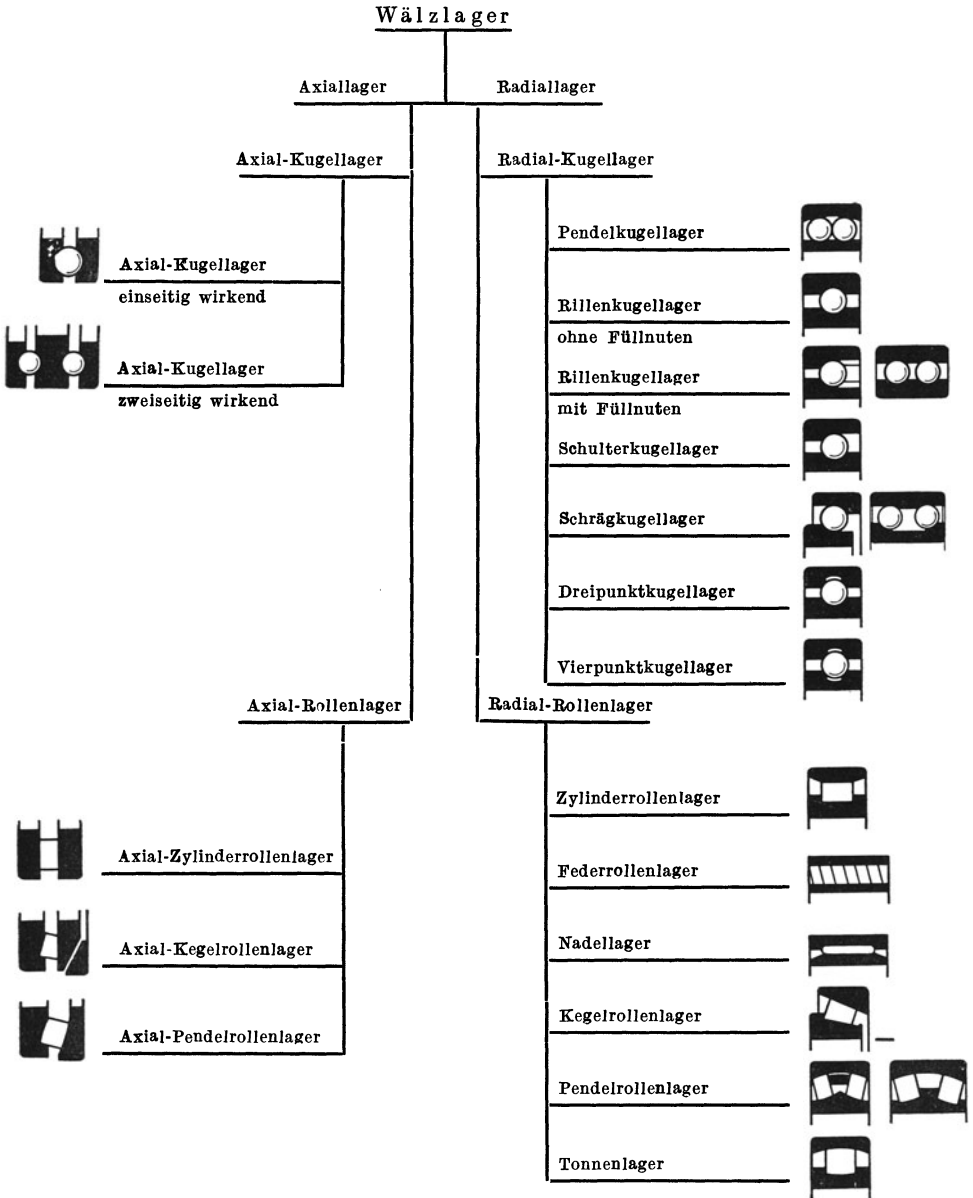 Wälzlager
Axiallager
Radiallager
Axial-Kugellager
Axial-Kugellager
einseitig wirkend
Axial-Kugellager
zweiseitig wirkend
Radial-Kugellager
Pendelkugellager
Rillenkugellager
ohne Füllnuten
Rillenkugellager
mit Füllnuten
Schulterkugellager
Schrägkugellager
Dreipunktkugellager
Vierpunktkugellager
Axial-Rollenlager
Axial-Zylinderrollenlager
Axial-Kegelrollenlager
Axial-Pendelrollenlager
Radial-Rollenlager
Zylinderrollenlager
Federrollenlager
Nadellager
Kegelrollenlager
Pendelrollenlager
Tonnenlager